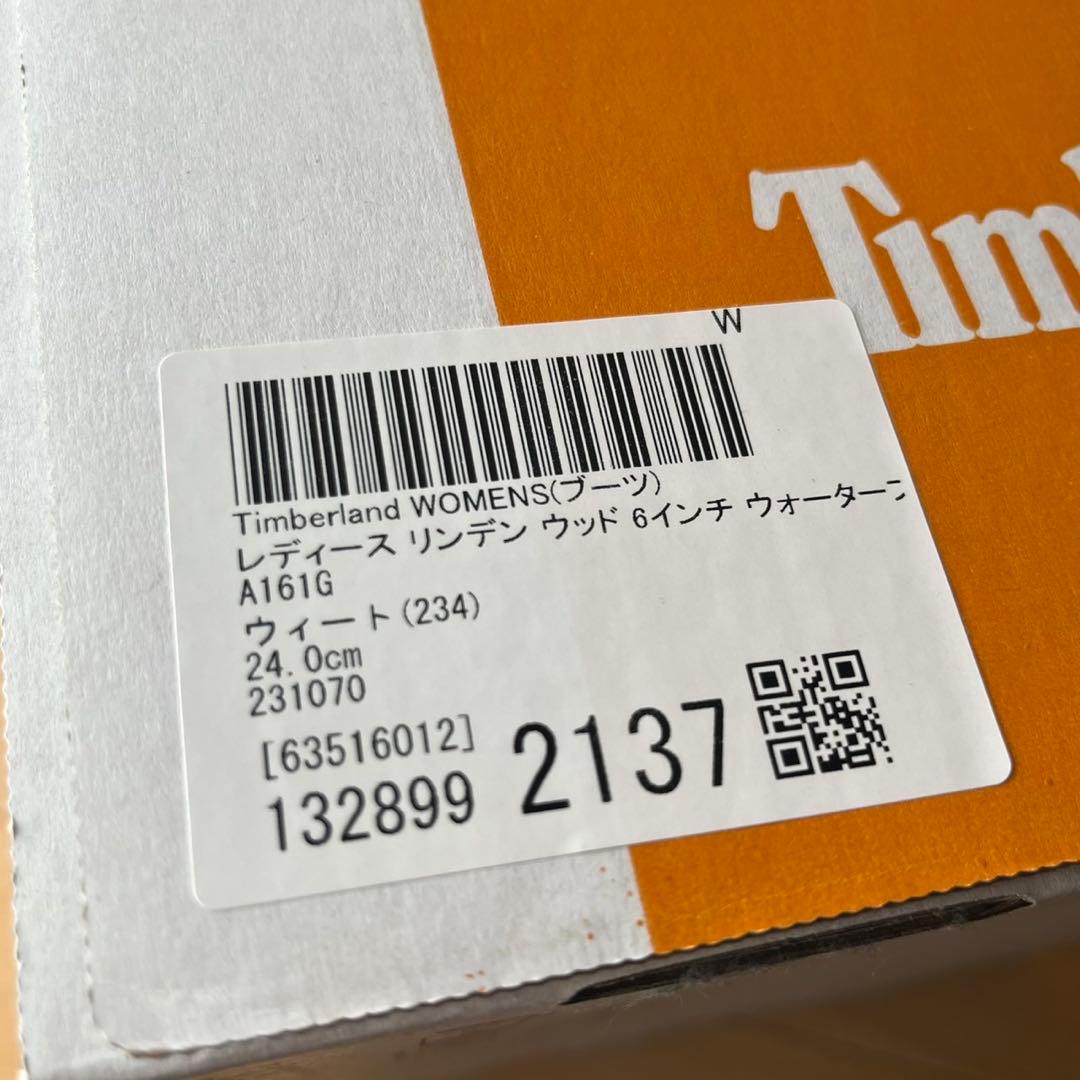 Timb
W
Timberland WOMENS(ブーツ)
レディース リンデン ウッド 6インチ ウォーター
A161G
ウィート(234)
24.0cm
231070
[63516012]
132899 2137